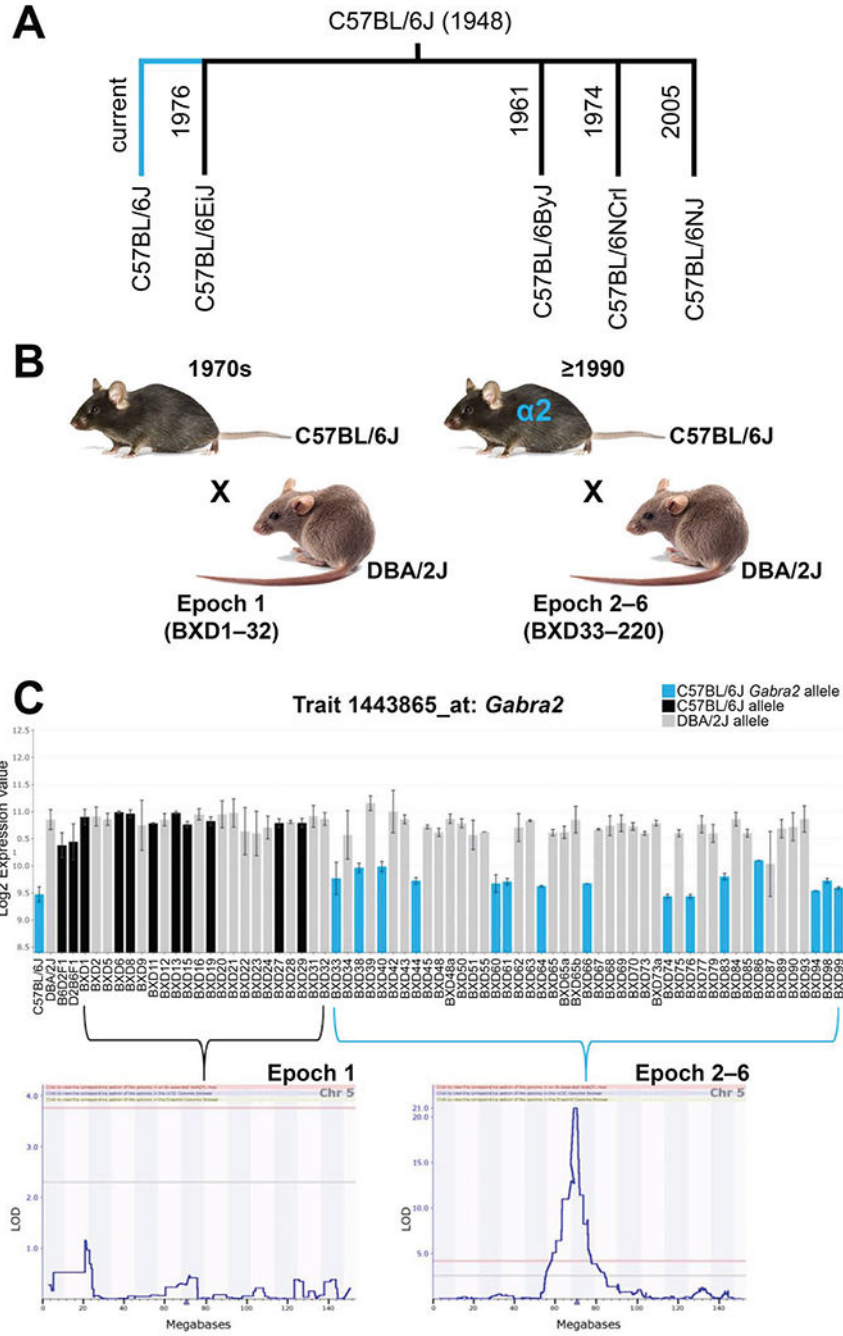 A
C57BL/6J (1948)
current
1976
1961
1974
2005
C57BL/6J
C57BL/6EiJ
C57BL/6ByJ
C57BL/6NCrl
C57BL/6NJ
B
1970s
≥1990
α2
C57BL/6J
C57BL/6J
X
X
DBA/2J
DBA/2J
Epoch 1
(BXD1–32)
Epoch 2–6
(BXD33–220)
C
Trait 1443865_at: Gabra2
C57BL/6J Gabra2 allele
C57BL/6J allele
DBA/2J allele
Log2 Expression Value
12.5
12.0
11.5
11.0
10.5
10.0
9.5
9.0
8.5
C57BL/6J
DBA/2J
B6D2F1
D2B6F1
BXD1
BXD2
BXD5
BXD6
BXD8
BXD9
BXD11
BXD12
BXD13
BXD15
BXD16
BXD19
BXD20
BXD21
BXD22
BXD23
BXD24
BXD27
BXD28
BXD29
BXD31
BXD32
BXD33
BXD34
BXD38
BXD39
BXD40
BXD42
BXD43
BXD44
BXD45
BXD48
BXD48a
BXD50
BXD51
BXD55
BXD60
BXD61
BXD62
BXD63
BXD64
BXD65
BXD65a
BXD65b
BXD66
BXD67
BXD68
BXD69
BXD70
BXD73
BXD73a
BXD74
BXD75
BXD76
BXD77
BXD79
BXD83
BXD84
BXD85
BXD86
BXD87
BXD89
BXD90
BXD93
BXD94
BXD98
BXD99
Epoch 1
Epoch 2–6
Chr 5
4.0
3.0
2.0
1.0
LOD
0 20 40 60 80 100 120 140
Megabases
Chr 5
21.0
20.0
15.0
10.0
5.0
LOD
0 20 40 60 80 100 120 140
Megabases